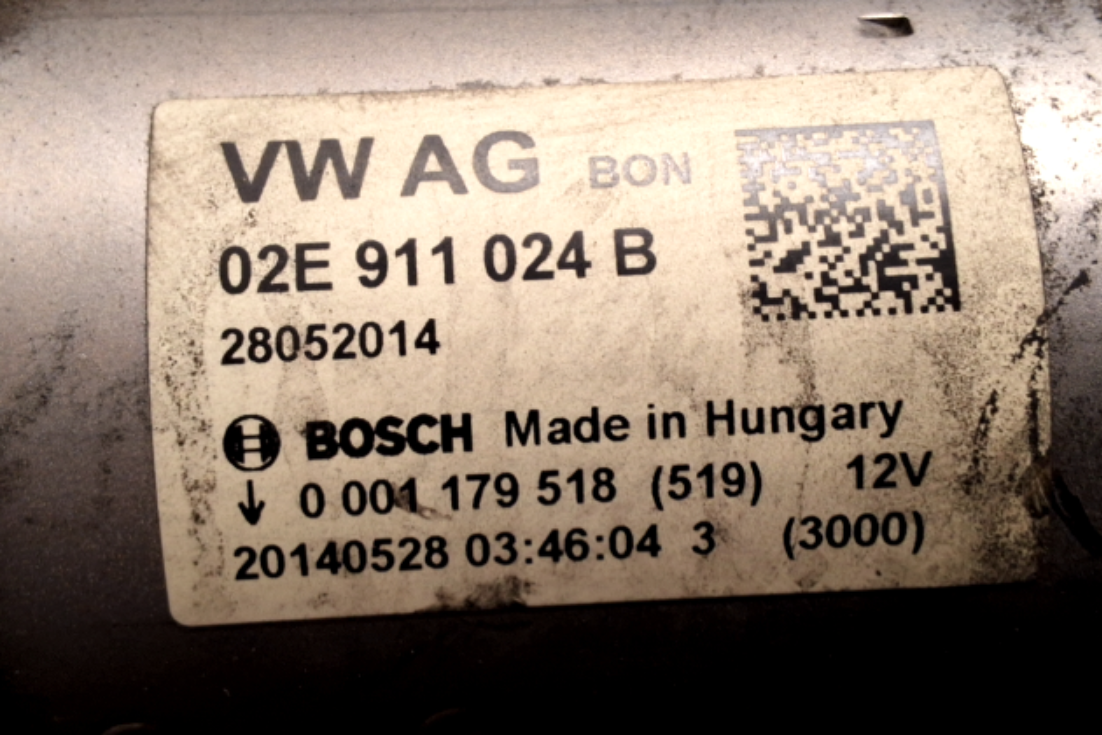 VW AG BON
02E 911 024 B
28052014
BOSCH Made in Hungary
↓ 0 001 179 518 (519) 12V
20140528 03:46:04 3 (3000)